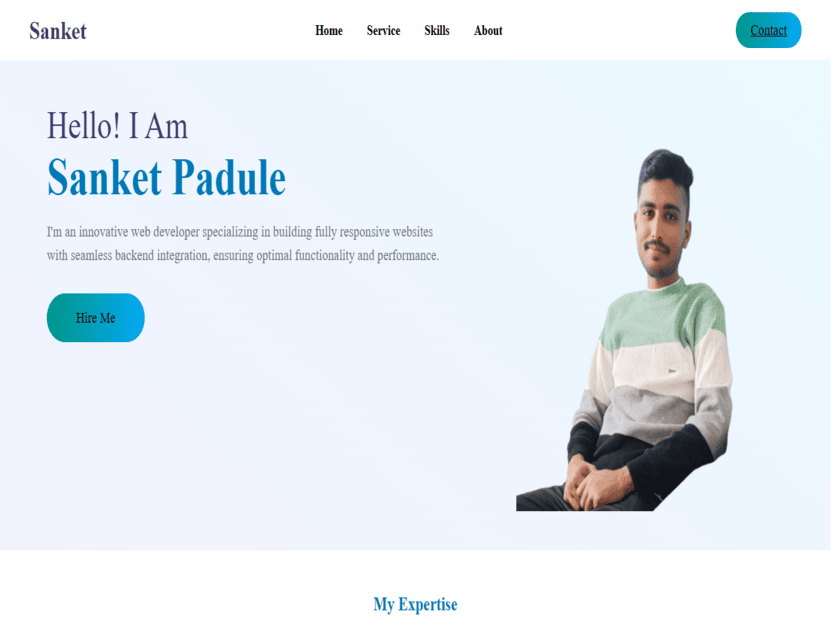 Sanket
Home Service Skills About
Contact
Hello! I Am
Sanket Padule
I'm an innovative web developer specializing in building fully responsive websites
with seamless backend integration, ensuring optimal functionality and performance.
Hire Me
My Expertise